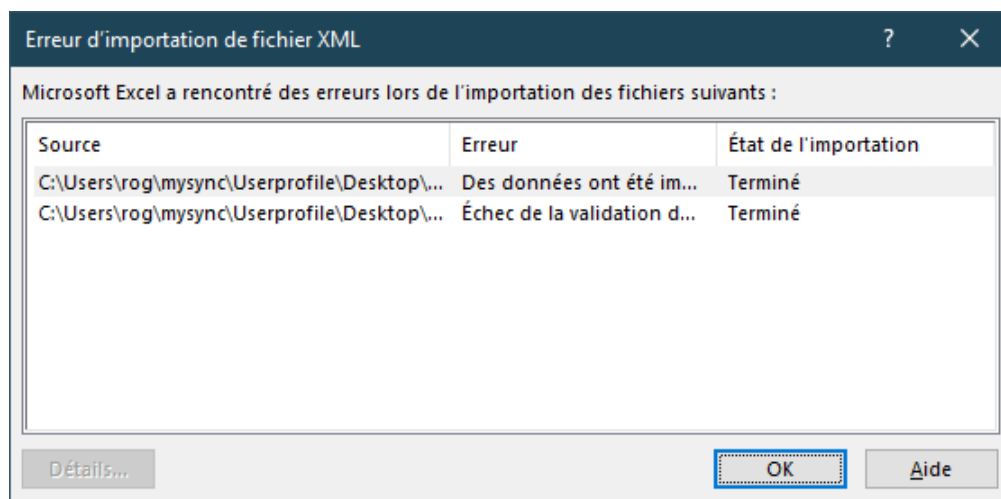 Erreur d'importation de fichier XML ?
Microsoft Excel a rencontré des erreurs lors de l'importation des fichiers suivants :
Source Erreur État de l'importation
C:\Users\rog\mysync\Userprofile\Desktop\... Des données ont été im... Terminé
C:\Users\rog\mysync\Userprofile\Desktop\... Échec de la validation d... Terminé
Détails... OK Aide